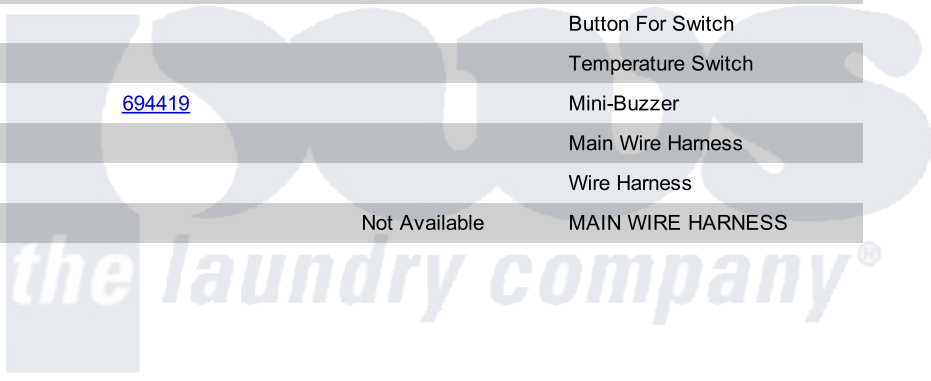 Button For Switch
Temperature Switch
694419 Mini-Buzzer
Main Wire Harness
Wire Harness
Not Available MAIN WIRE HARNESS
the laundry company®